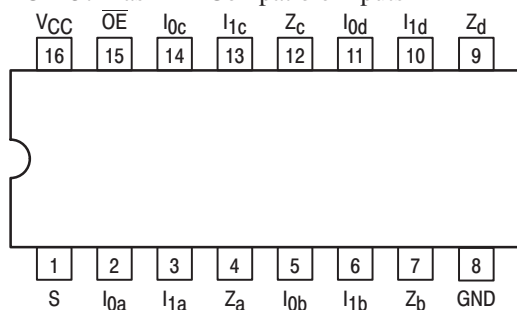 VCC OE I0c I1c Zc I0d I1d Zd
16 15 14 13 12 11 10 9
1 2 3 4 5 6 7 8
S I0a I1a Za I0b I1b Zb GND